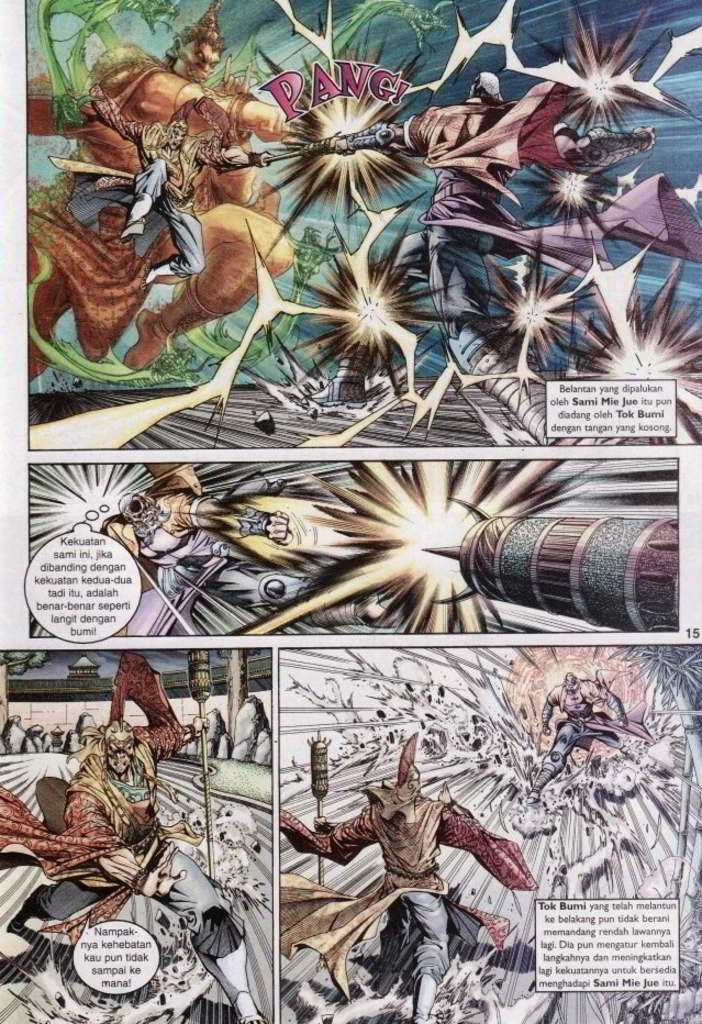 PANG!
Belantan yang dipalukan
oleh Sami Mie Jue itu pun
diadang oleh Tok Bumi
dengan tangan yang kosong.
Kekuatan
sami ini, jika
dibanding dengan
kekuatan kedua-dua
tadi itu, adalah
benar-benar seperti
langit dengan
bumi!
15
Nampak-
nya kehebatan
kau pun tidak
sampai ke
mana!
Tok Bumi yang telah melantun
ke belakang pun tidak berani
memandang rendah lawannya
lagi. Dia pun mengatur kembali
langkahnya dan meningkatkan
lagi kekuatannya untuk bersedia
menghadapi Sami Mie Jue itu.